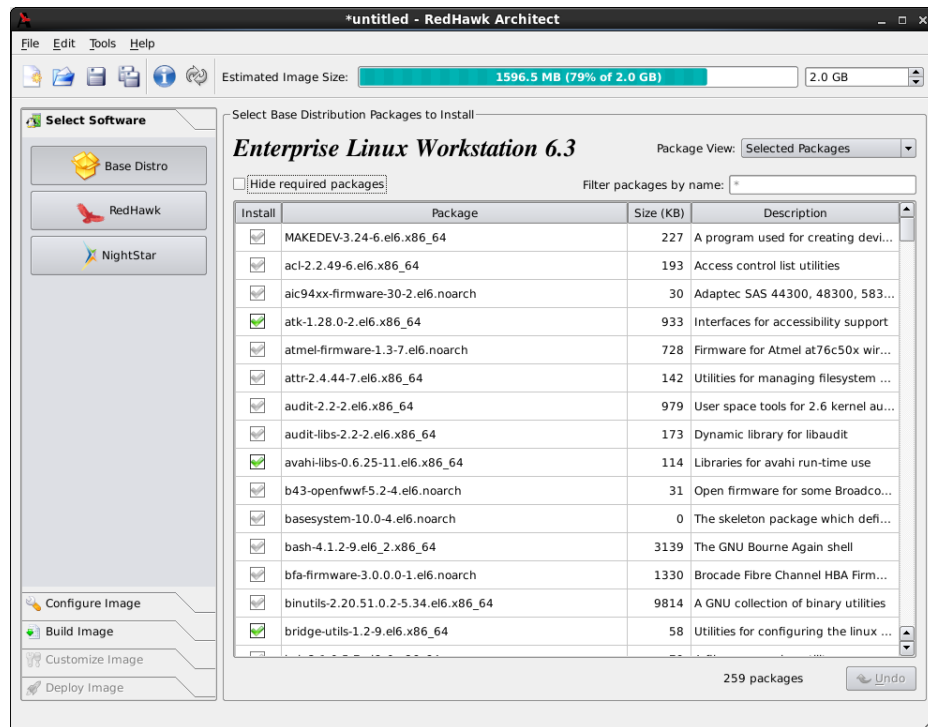 *untitled - RedHawk Architect
File Edit Tools Help
Estimated Image Size: 1596.5 MB (79% of 2.0 GB) 2.0 GB
Select Software
Base Distro
RedHawk
NightStar
Configure Image
Build Image
Customize Image
Deploy Image
Select Base Distribution Packages to Install
Enterprise Linux Workstation 6.3 Package View: Selected Packages
Hide required packages Filter packages by name: *
Install Package Size (KB) Description
MAKEDEV-3.24-6.el6.x86_64 227 A program used for creating devi...
acl-2.2.49-6.el6.x86_64 193 Access control list utilities
aic94xx-firmware-30-2.el6.noarch 30 Adaptec SAS 44300, 48300, 583...
atk-1.28.0-2.el6.x86_64 933 Interfaces for accessibility support
atmel-firmware-1.3-7.el6.noarch 728 Firmware for Atmel at76c50x wir...
attr-2.4.44-7.el6.x86_64 142 Utilities for managing filesystem ...
audit-2.2-2.el6.x86_64 979 User space tools for 2.6 kernel au...
audit-libs-2.2-2.el6.x86_64 173 Dynamic library for libaudit
avahi-libs-0.6.25-11.el6.x86_64 114 Libraries for avahi run-time use
b43-openfwwf-5.2-4.el6.noarch 31 Open firmware for some Broadco...
basesystem-10.0-4.el6.noarch 0 The skeleton package which defi...
bash-4.1.2-9.el6_2.x86_64 3139 The GNU Bourne Again shell
bfa-firmware-3.0.0.0-1.el6.noarch 1330 Brocade Fibre Channel HBA Firm...
binutils-2.20.51.0.2-5.34.el6.x86_64 9814 A GNU collection of binary utilities
bridge-utils-1.2-9.el6.x86_64 58 Utilities for configuring the linux ...
259 packages Undo